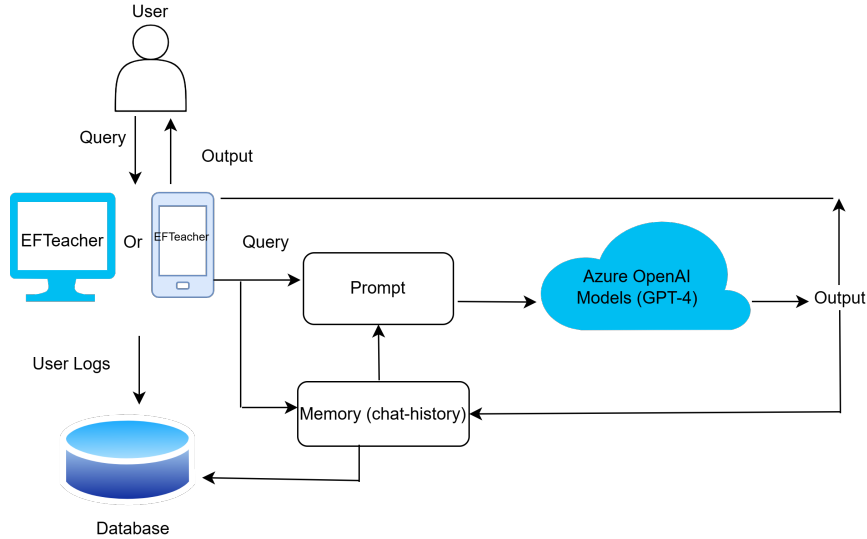 User
Query
Output
EFTeacher
Or
EFTeacher
Query
Prompt
Azure OpenAI
Models (GPT-4)
Output
User Logs
Memory (chat-history)
Database